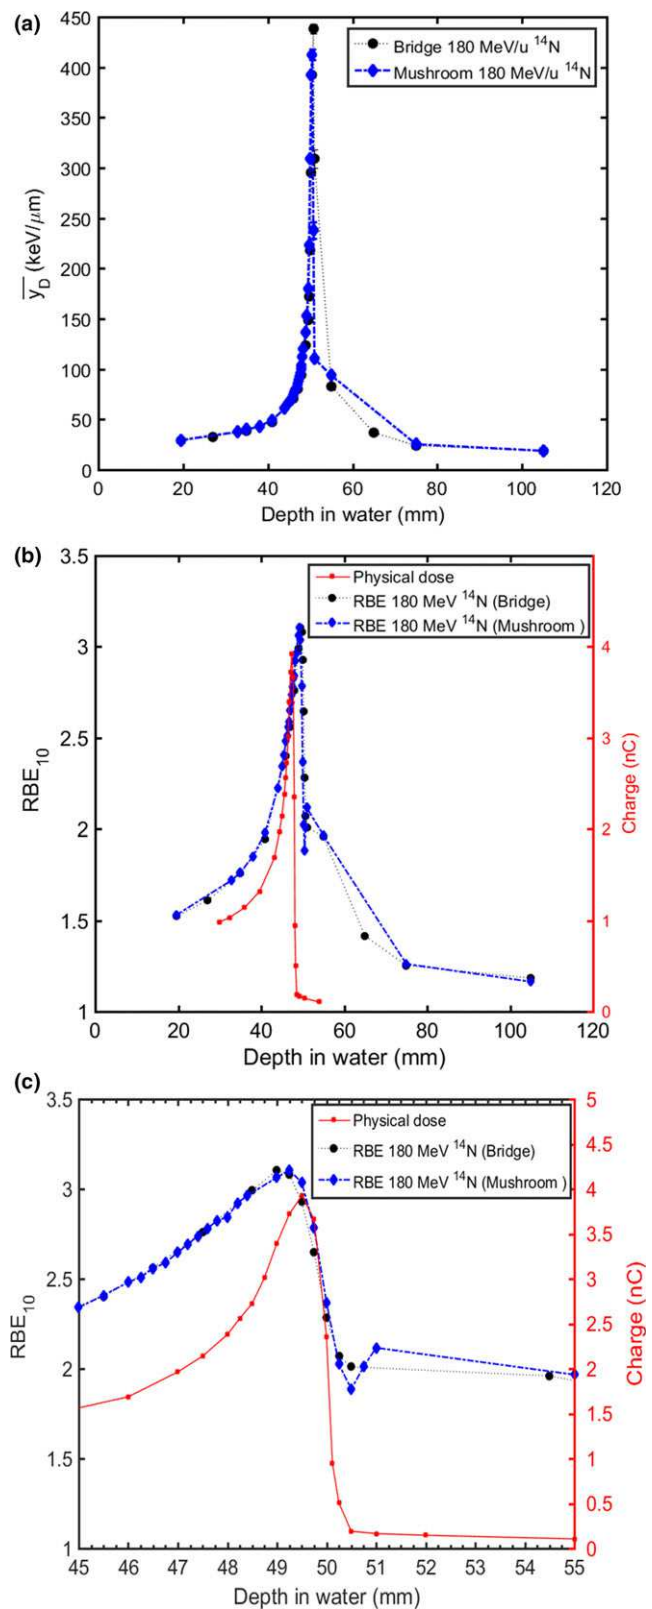 (a)
450
400
350
300
250
200
150
100
50
0
y_D (keV/μm)
Bridge 180 MeV/u ¹⁴N
Mushroom 180 MeV/u ¹⁴N
0 20 40 60 80 100 120
Depth in water (mm)
(b)
3.5
3
2.5
2
1.5
1
RBE₁₀
Physical dose
RBE 180 MeV ¹⁴N (Bridge)
RBE 180 MeV ¹⁴N (Mushroom )
4
3
2
1
0
Charge (nC)
0 20 40 60 80 100 120
Depth in water (mm)
(c)
3.5
3
2.5
2
1.5
1
RBE₁₀
Physical dose
RBE 180 MeV ¹⁴N (Bridge)
RBE 180 MeV ¹⁴N (Mushroom )
5
4.5
4
3.5
3
2.5
2
1.5
1
0.5
0
Charge (nC)
45 46 47 48 49 50 51 52 53 54 55
Depth in water (mm)